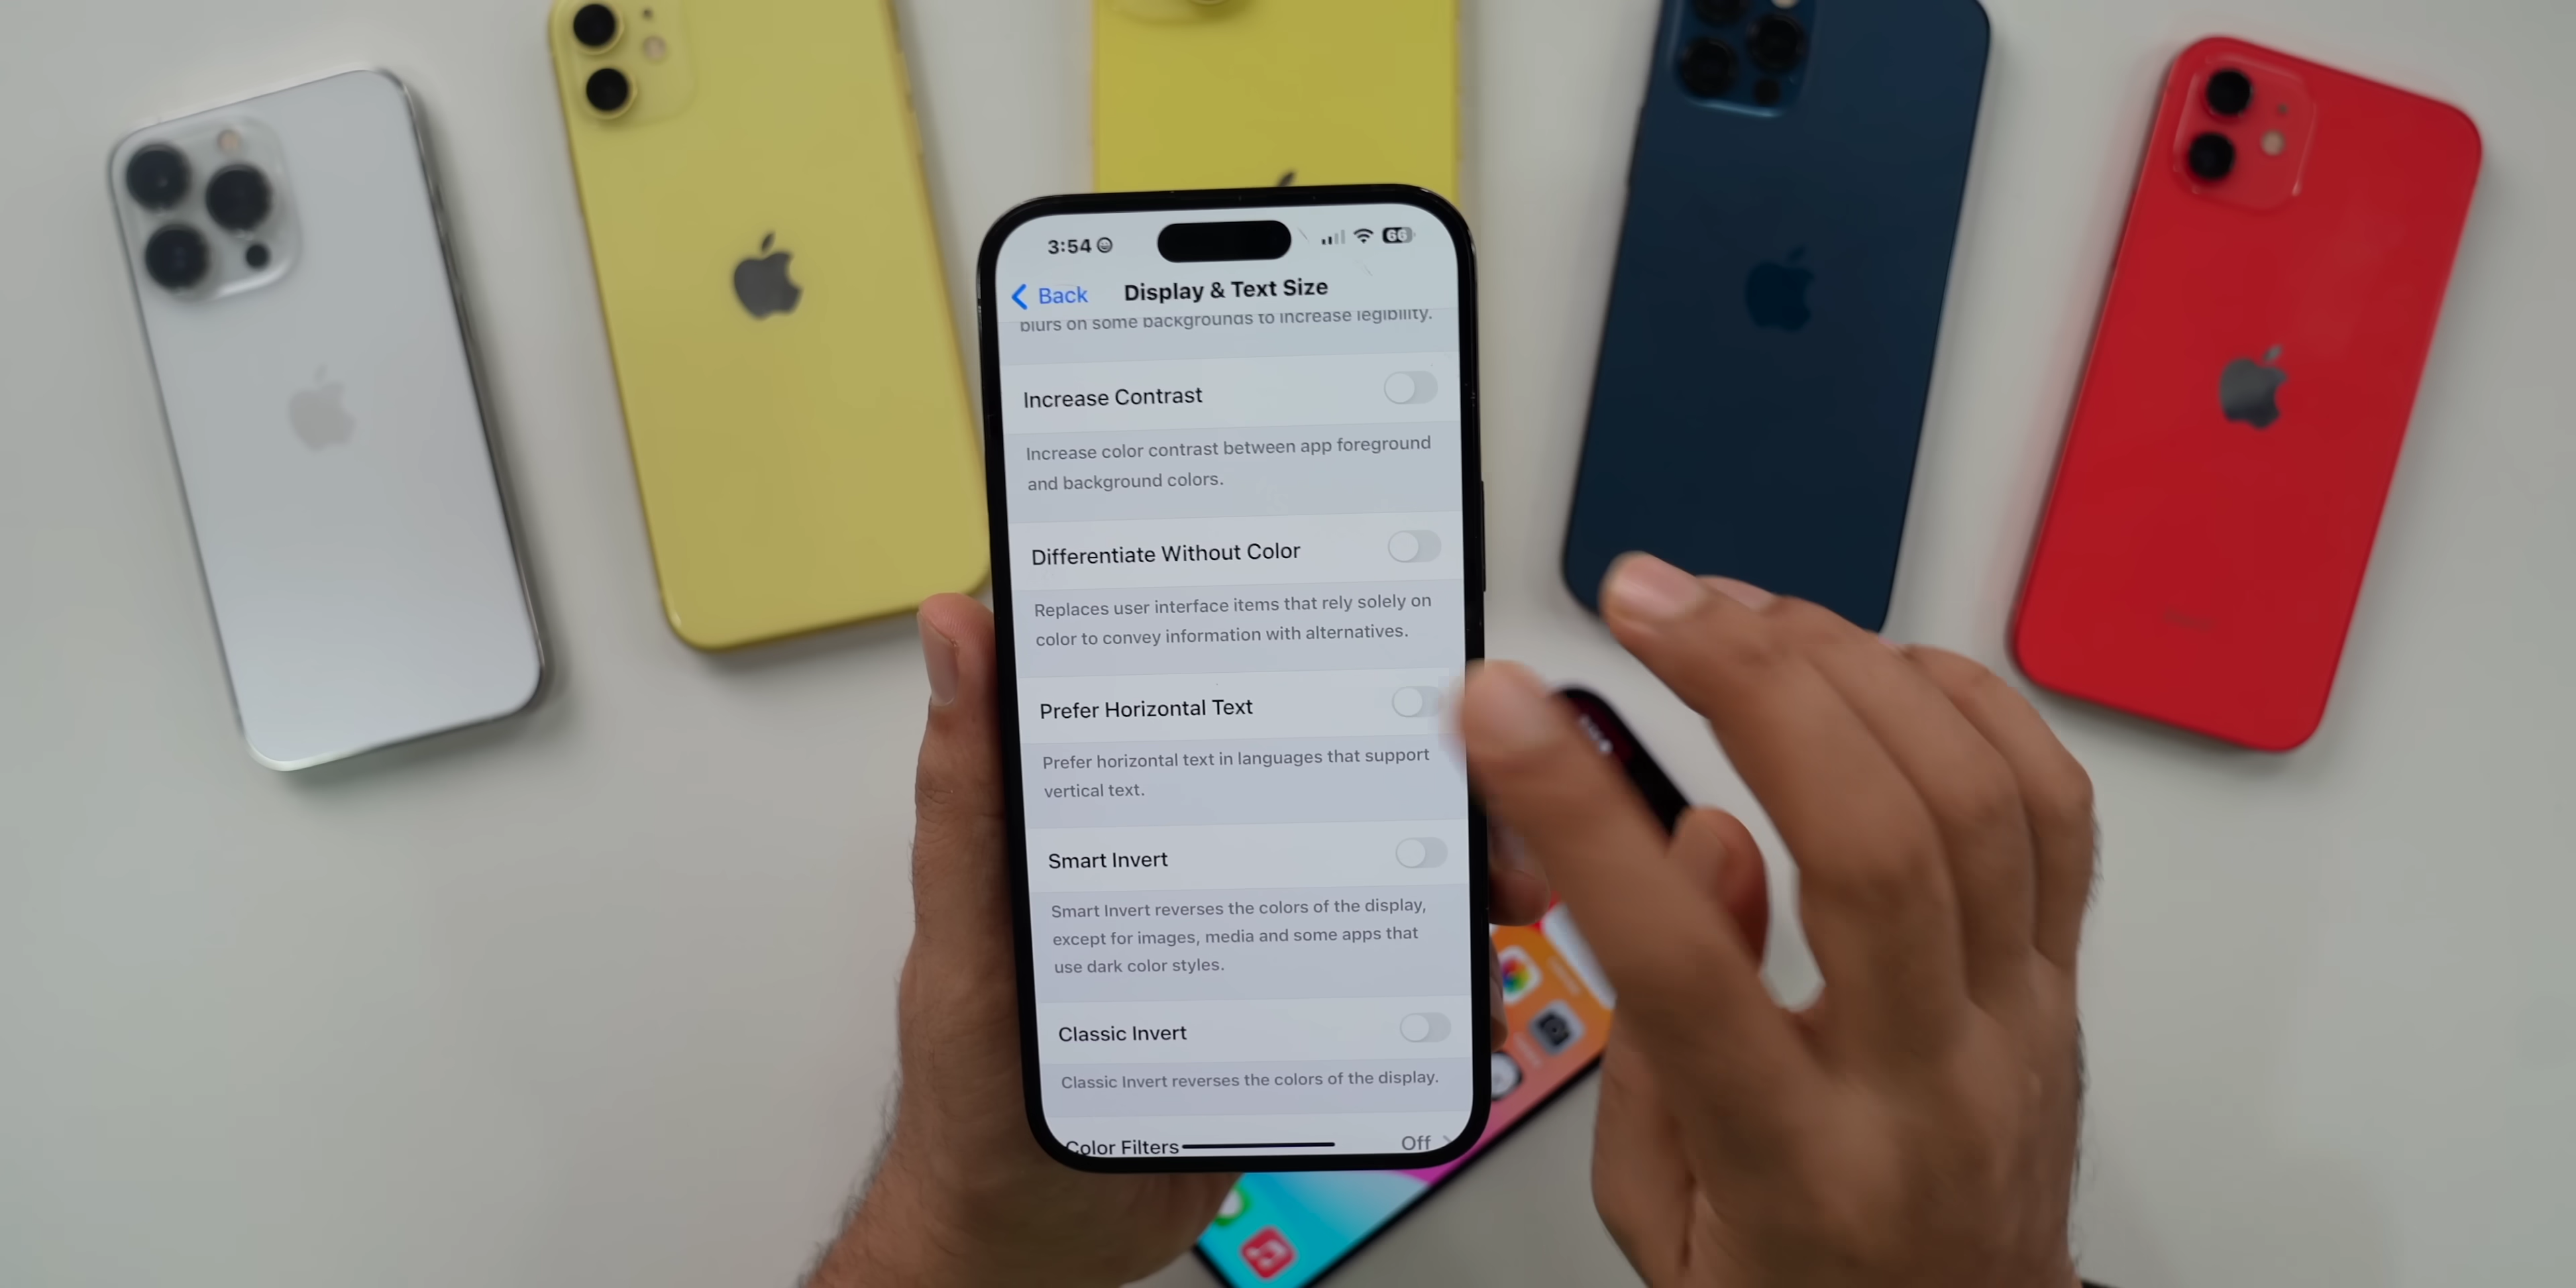 3:54
66
Back
Display & Text Size
blurs on some backgrounds to increase legibility.
Increase Contrast
Increase color contrast between app foreground
and background colors.
Differentiate Without Color
Replaces user interface items that rely solely on
color to convey information with alternatives.
Prefer Horizontal Text
Prefer horizontal text in languages that support
vertical text.
Smart Invert
Smart Invert reverses the colors of the display,
except for images, media and some apps that
use dark color styles.
Classic Invert
Classic Invert reverses the colors of the display.
Color Filters
Off